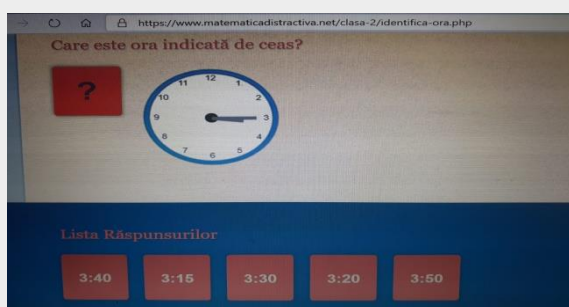 https://www.matematicadistractiva.net/clasa-2/identifica-ora.php
Care este ora indicată de ceas?
?
12
11 1
10 2
9 3
8 4
7 5
6
Lista Răspunsurilor
3:40 3:15 3:30 3:20 3:50